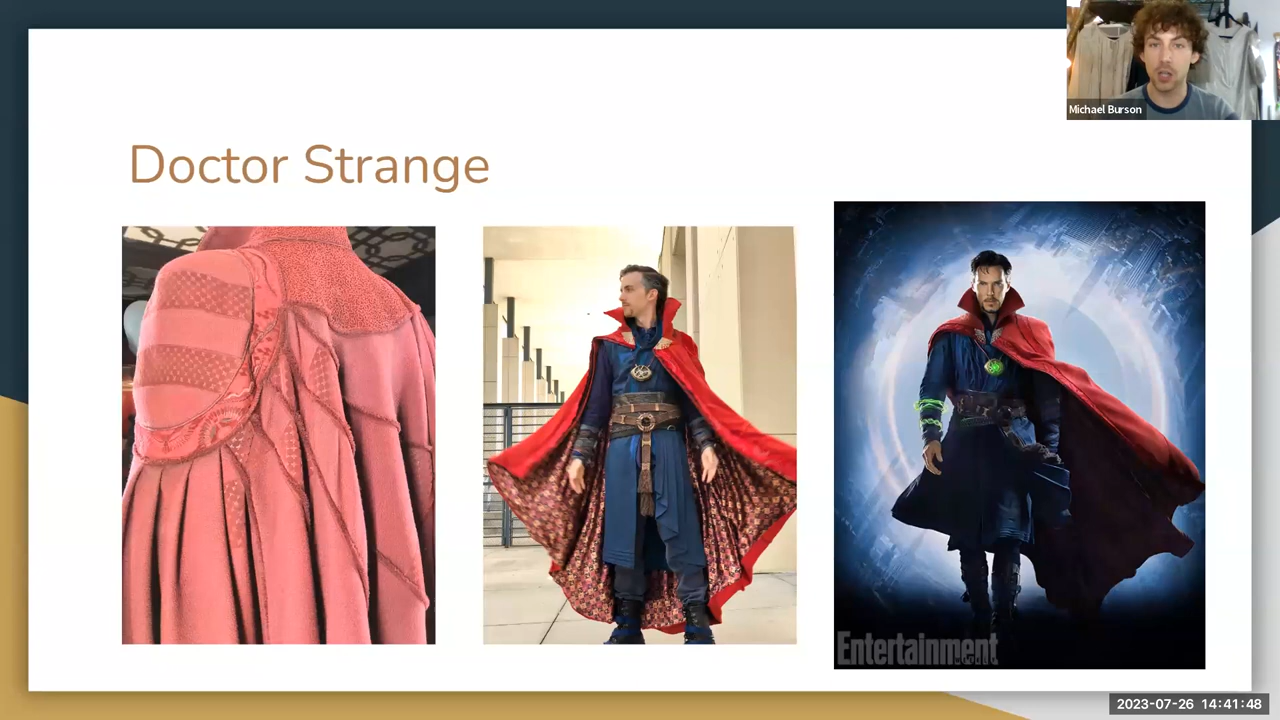 Michael Burson
Doctor Strange
Entertainment
2023-07-26 14:41:48